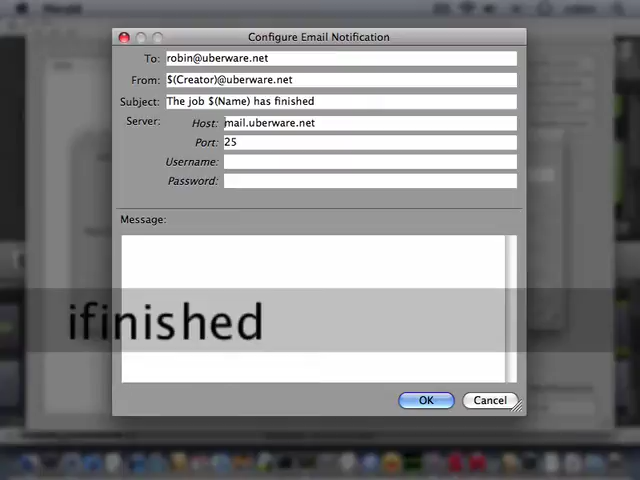 Configure Email Notification
To: robin@uberware.net
From: $(Creator)@uberware.net
Subject: The job $(Name) has finished
Server: Host: mail.uberware.net
Port: 25
Username:
Password:
Message:
ifinished
OK Cancel